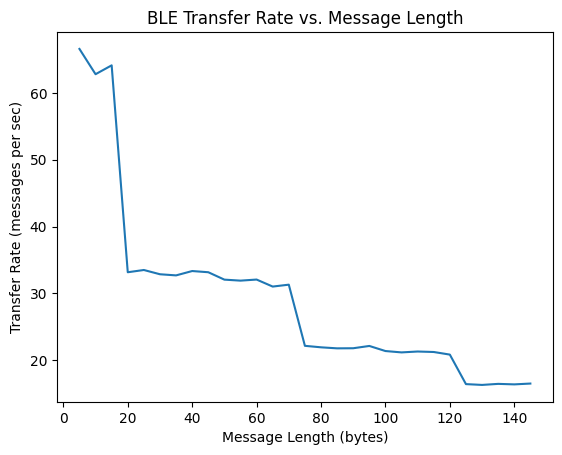 BLE Transfer Rate vs. Message Length
Transfer Rate (messages per sec)
60
50
40
30
20
0 20 40 60 80 100 120 140
Message Length (bytes)